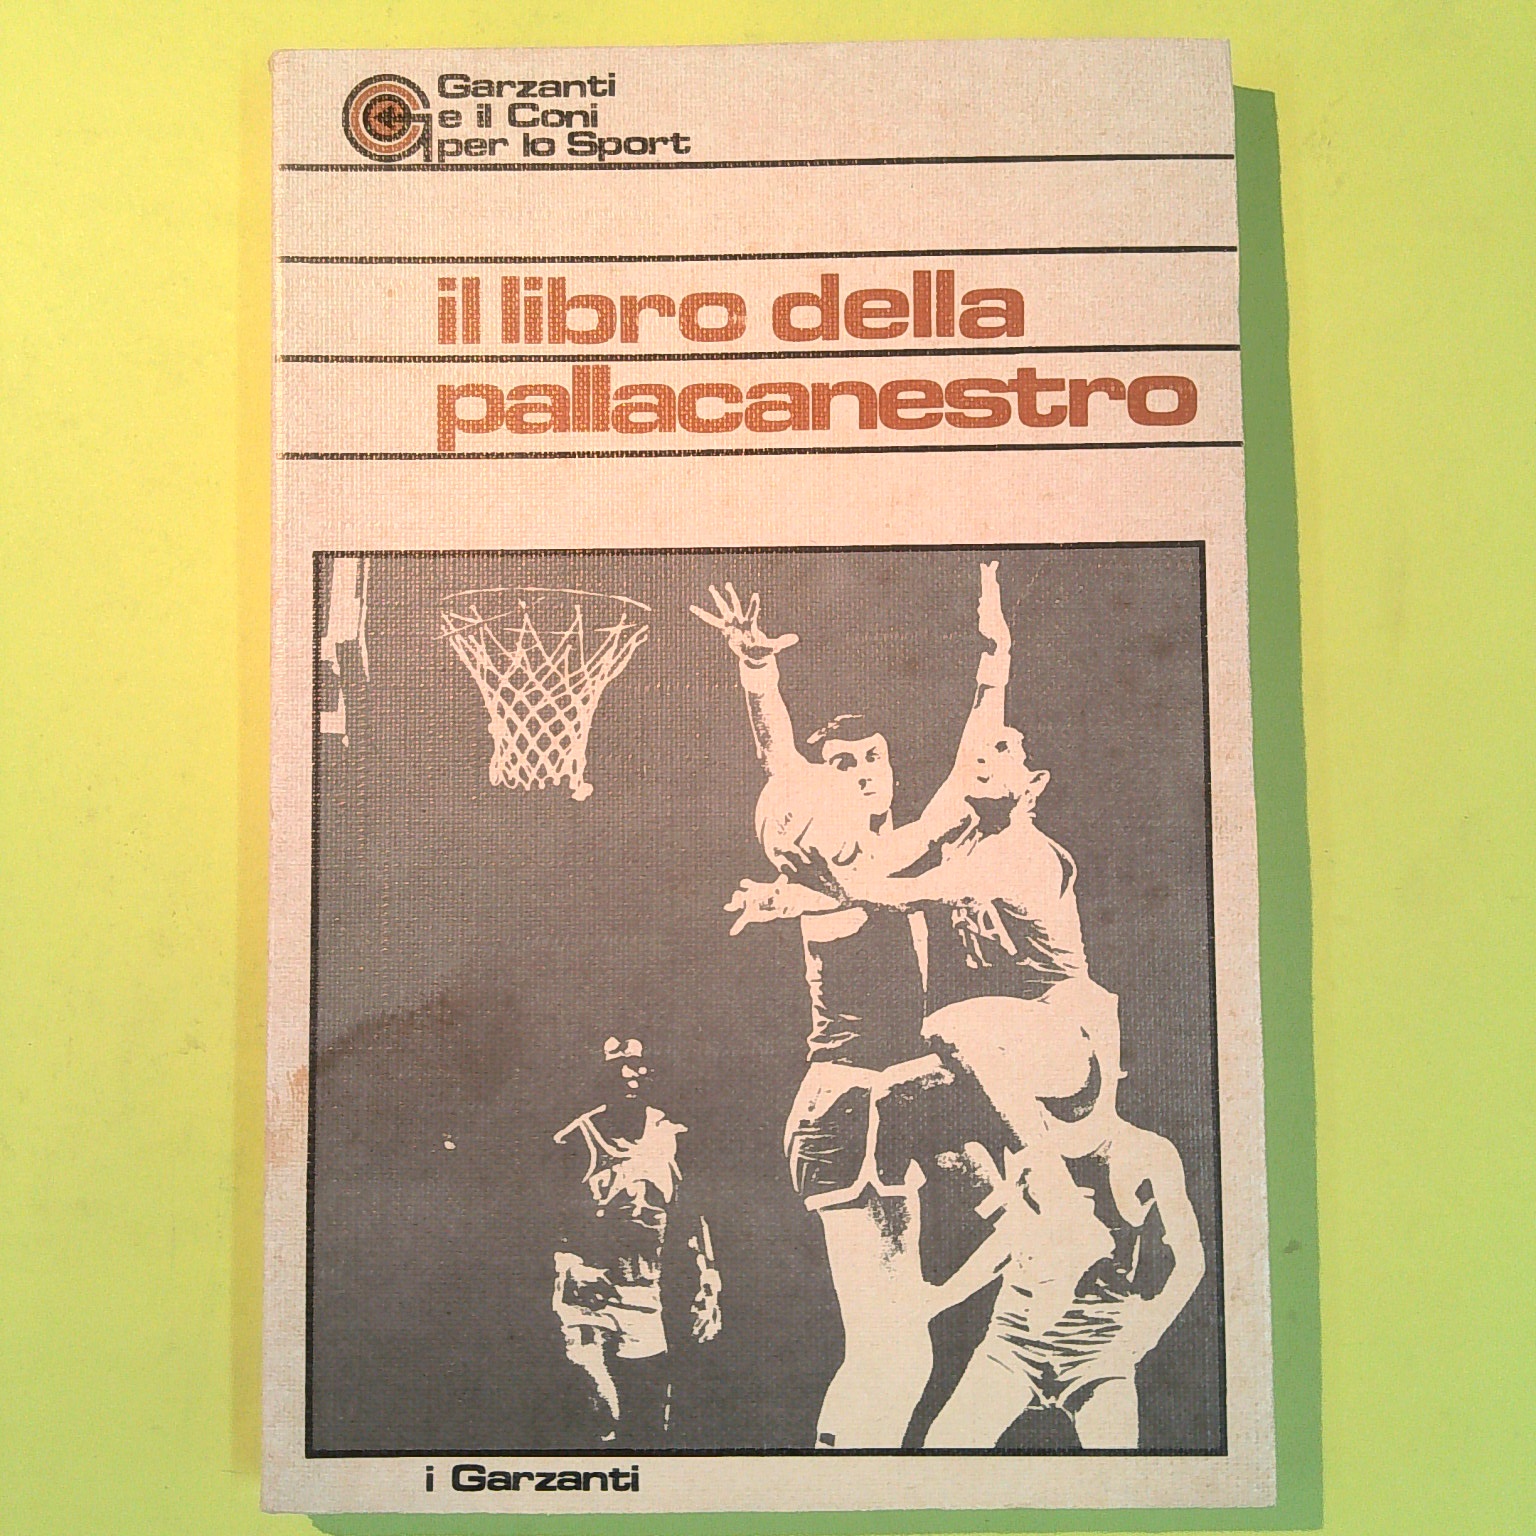 Garzanti
e il Coni
per lo Sport
il libro della
pallacanestro
i Garzanti